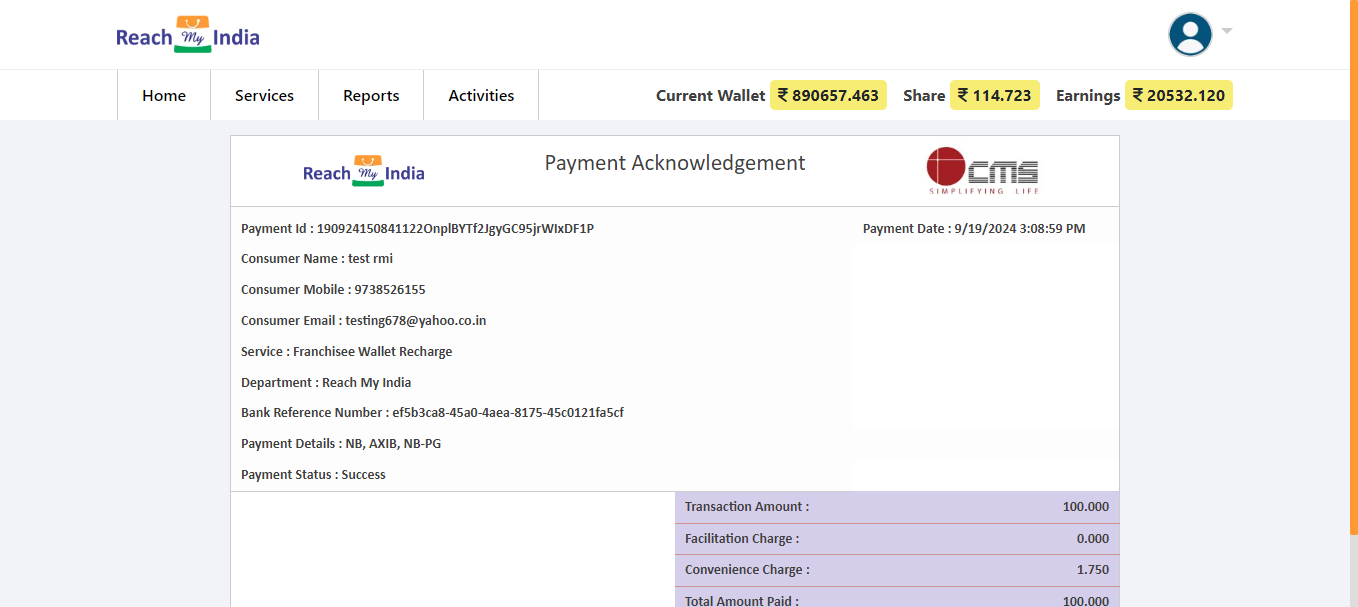 Reach My India
Home Services Reports Activities Current Wallet ₹ 890657.463 Share ₹ 114.723 Earnings ₹ 20532.120
Reach My India Payment Acknowledgement CMS
SIMPLIFYING LIFE
Payment Id : 190924150841122OnplBYTf2JgyGC95jrWIxDF1P Payment Date : 9/19/2024 3:08:59 PM
Consumer Name : test rmi
Consumer Mobile : 9738526155
Consumer Email : testing678@yahoo.co.in
Service : Franchisee Wallet Recharge
Department : Reach My India
Bank Reference Number : ef5b3ca8-45a0-4aea-8175-45c0121fa5cf
Payment Details : NB, AXIB, NB-PG
Payment Status : Success
Transaction Amount : 100.000
Facilitation Charge : 0.000
Convenience Charge : 1.750
Total Amount Paid : 100.000